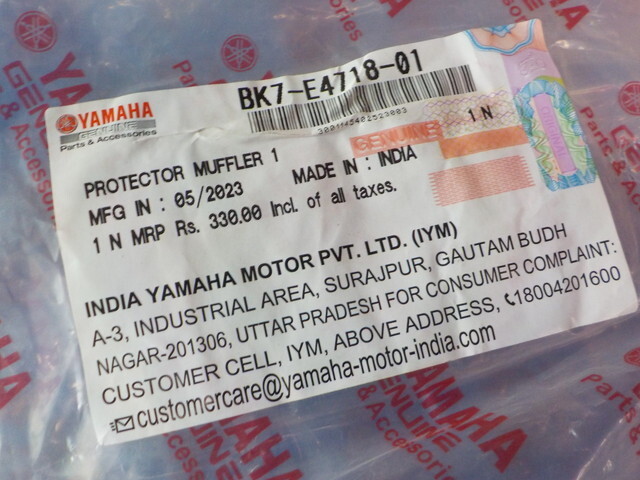 BK7-E4718-01
YAMAHA
GENUINE
Parts & Accessories
GENUINE
1 N
PROTECTOR MUFFLER 1
MFG IN : 05/2023 MADE IN : INDIA
1 N MRP Rs. 330.00 Incl. of all taxes.
INDIA YAMAHA MOTOR PVT. LTD. (IYM)
A-3, INDUSTRIAL AREA, SURAJPUR, GAUTAM BUDH
NAGAR-201306, UTTAR PRADESH FOR CONSUMER COMPLAINT:
CUSTOMER CELL, IYM, ABOVE ADDRESS, 18004201600
customercare@yamaha-motor-india.com
YAMAHA
GENUINE
Parts & Accessories